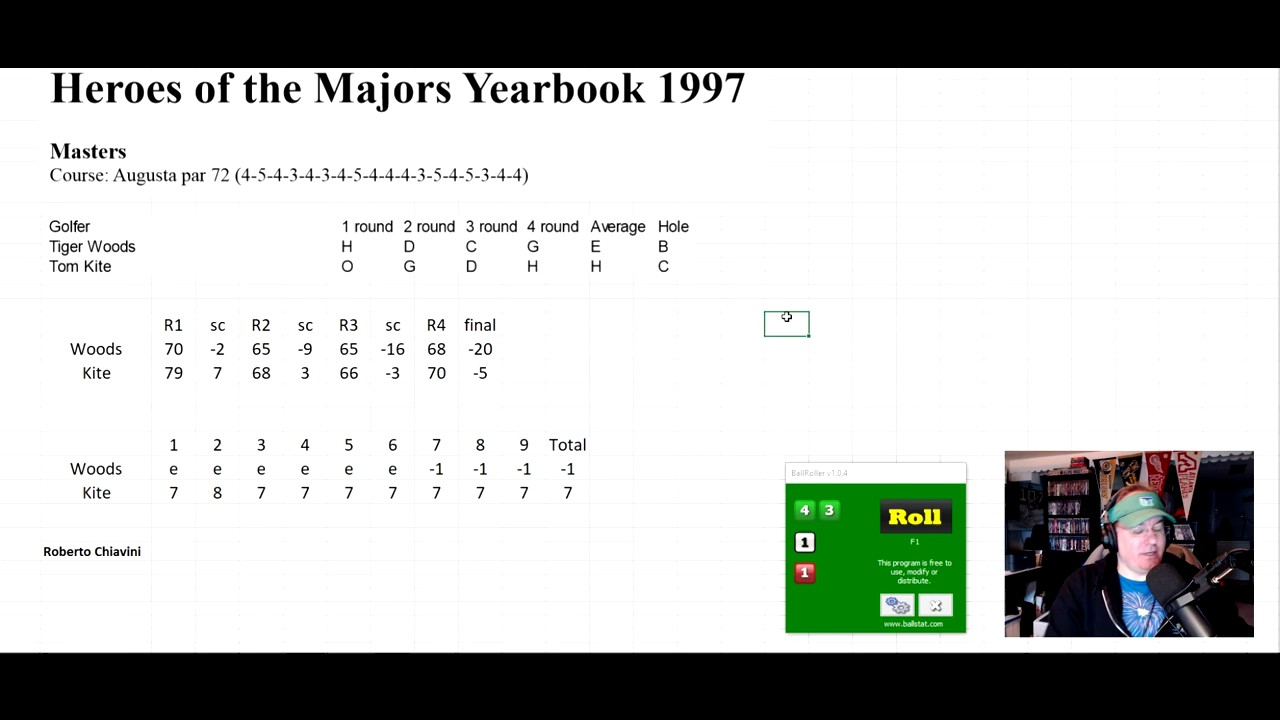 Heroes of the Majors Yearbook 1997
Masters
Course: Augusta par 72 (4-5-4-3-4-3-4-5-4-4-4-3-5-4-5-3-4-4)
Golfer 1 round 2 round 3 round 4 round Average Hole
Tiger Woods H D C G E B
Tom Kite O G D H H C
R1 sc R2 sc R3 sc R4 final
Woods 70 -2 65 -9 65 -16 68 -20
Kite 79 7 68 3 66 -3 70 -5
1 2 3 4 5 6 7 8 9 Total
Woods e e e e e e -1 -1 -1 -1
Kite 7 8 7 7 7 7 7 7 7 7
Roberto Chiavini
BallRoller v1.0.4
4 3
Roll
F1
1
1
This program is free to
use, modify or
distribute.
www.ballstat.com